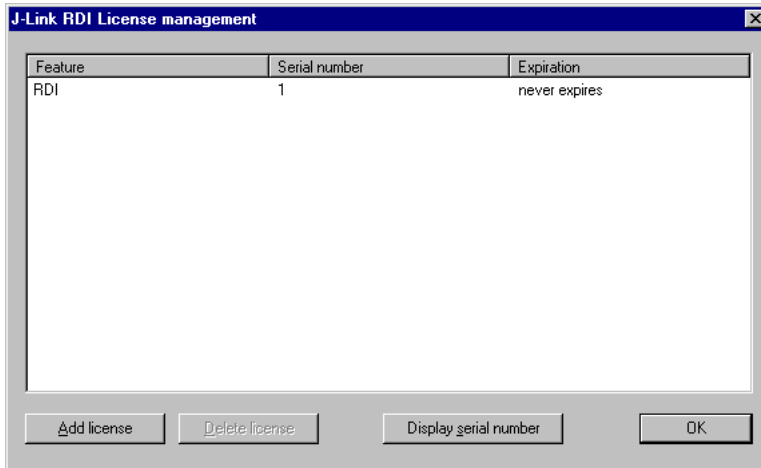 J-Link RDI License management
Feature Serial number Expiration
RDI 1 never expires
Add license Delete license Display serial number OK